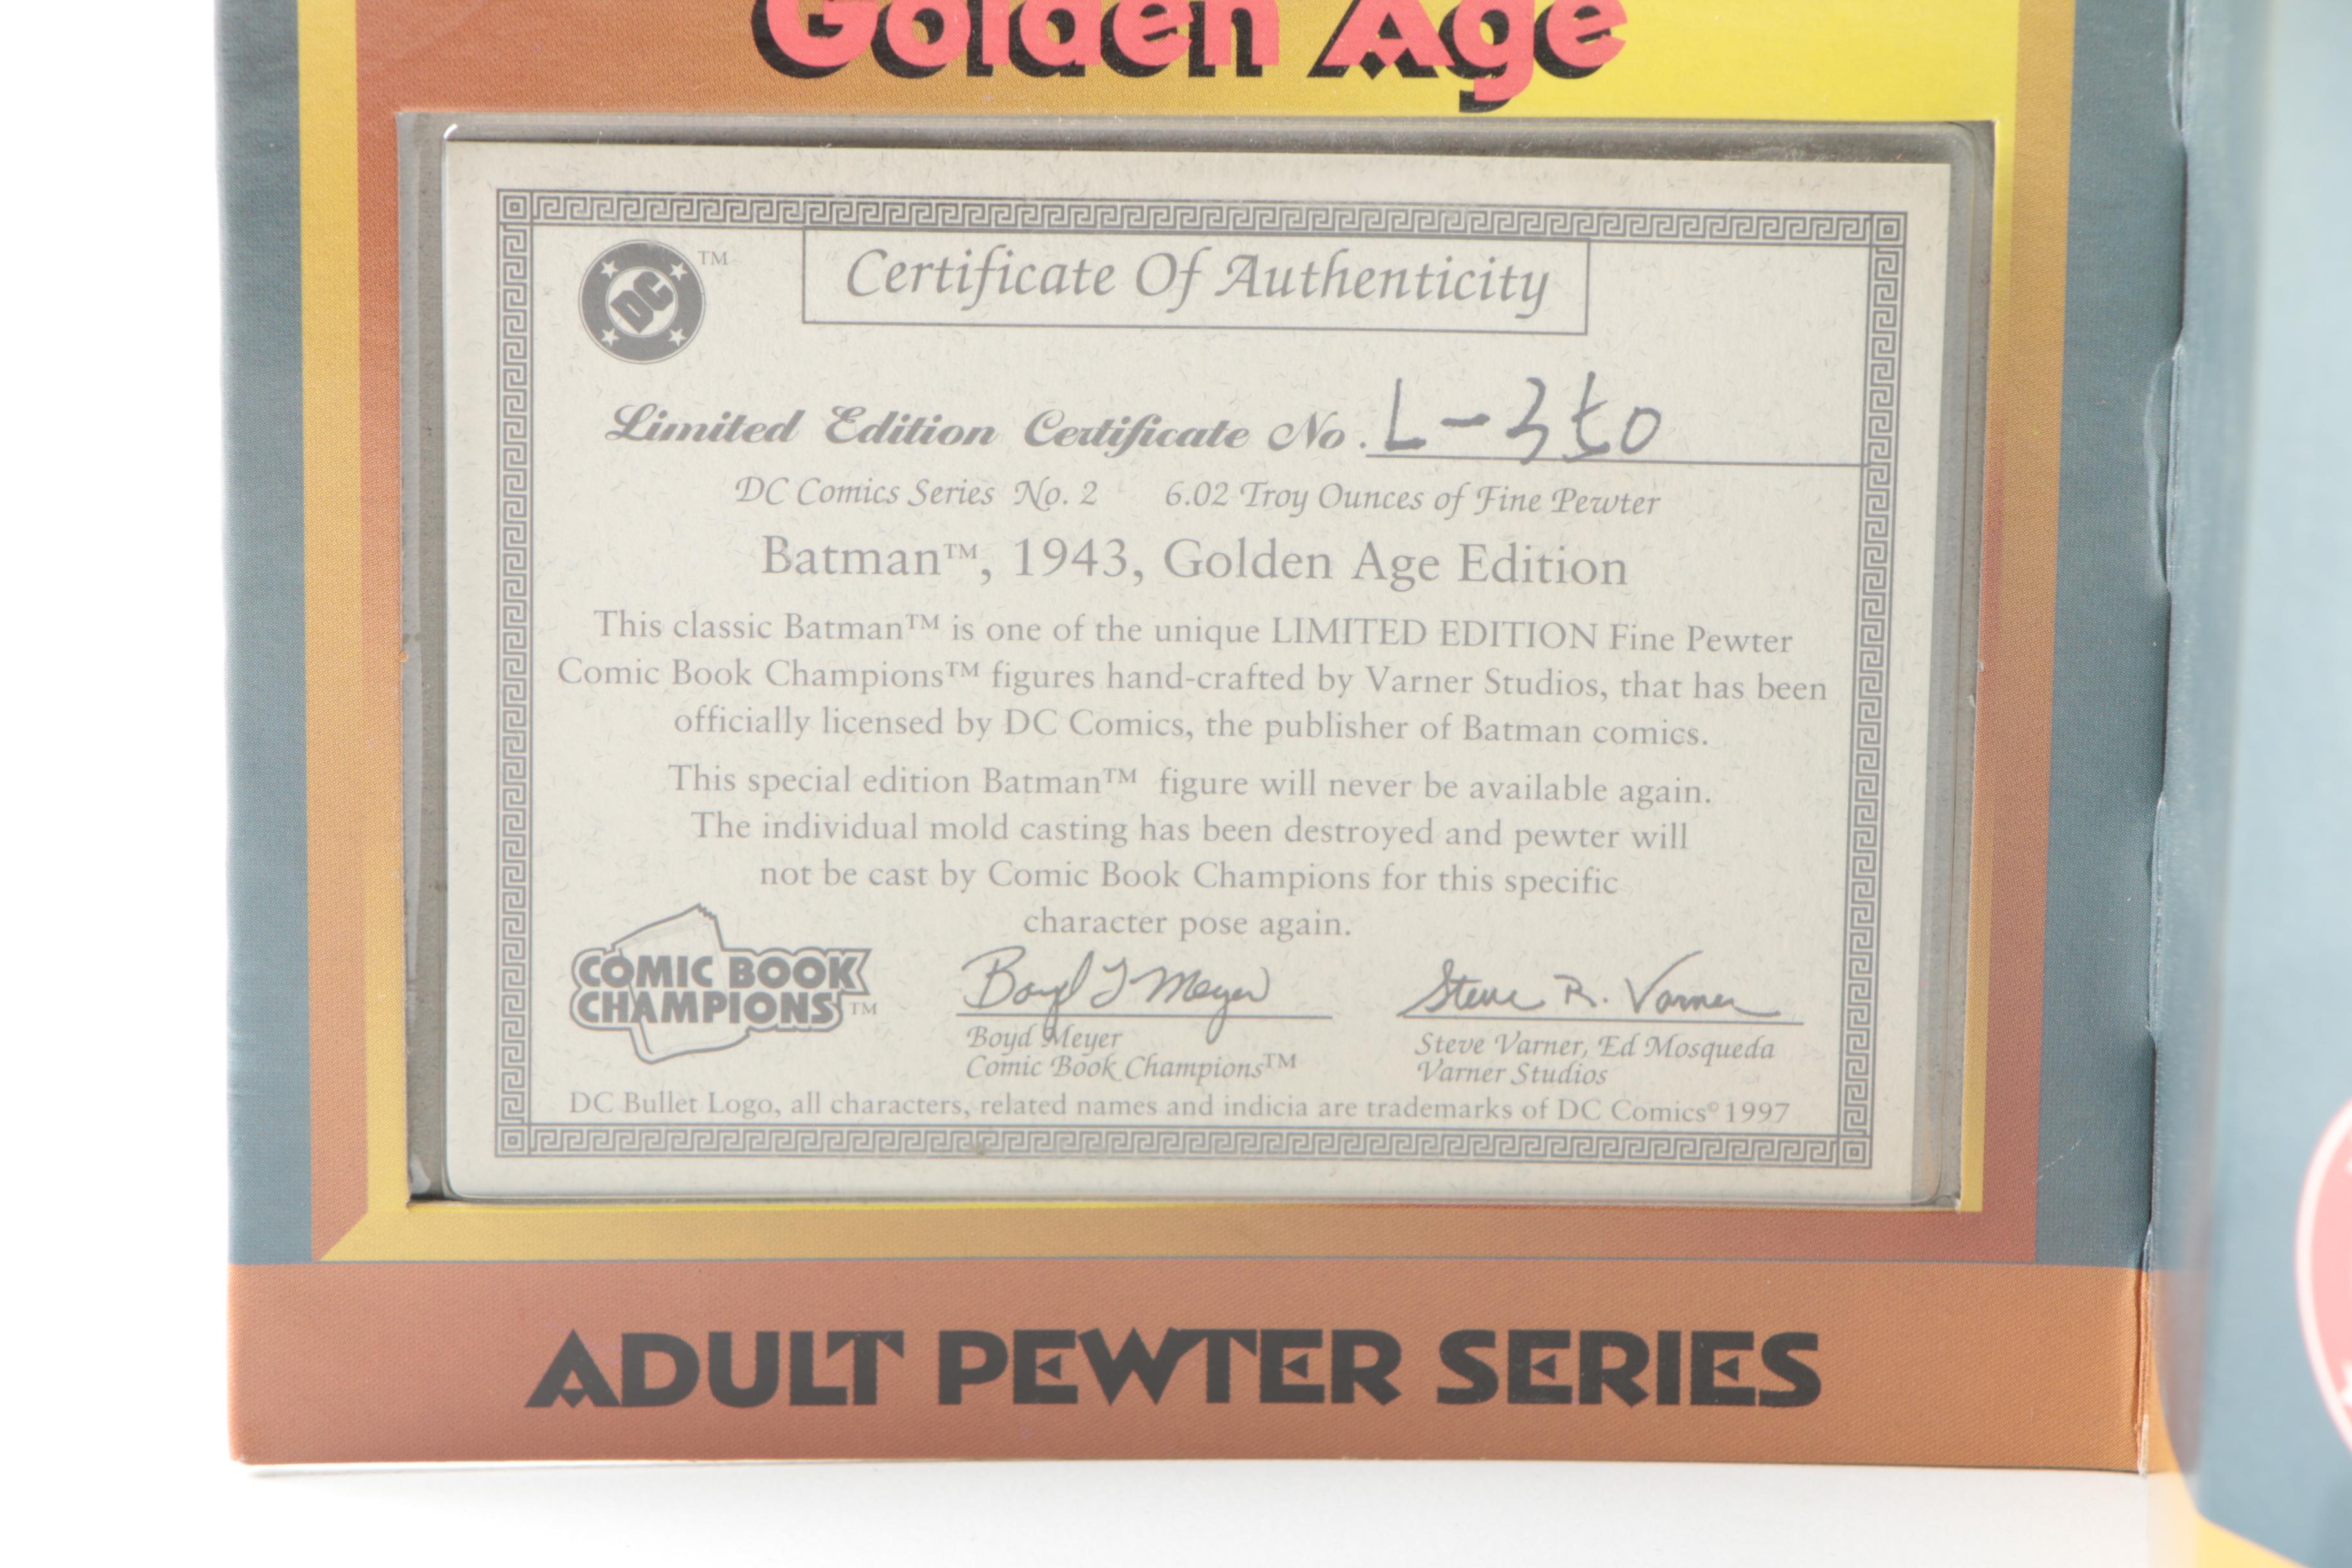 Golden Age
DC™
Certificate Of Authenticity
Limited Edition Certificate No. L-350
DC Comics Series No. 2 6.02 Troy Ounces of Fine Pewter
Batman™, 1943, Golden Age Edition
This classic Batman™ is one of the unique LIMITED EDITION Fine Pewter
Comic Book Champions™ figures hand-crafted by Varner Studios, that has been
officially licensed by DC Comics, the publisher of Batman comics.
This special edition Batman™ figure will never be available again.
The individual mold casting has been destroyed and pewter will
not be cast by Comic Book Champions for this specific
character pose again.
COMIC BOOK
CHAMPIONS™
Boyd J Meyer
Boyd Meyer
Comic Book Champions™
Steve R. Varner
Steve Varner, Ed Mosqueda
Varner Studios
DC Bullet Logo, all characters, related names and indicia are trademarks of DC Comics© 1997
ADULT PEWTER SERIES